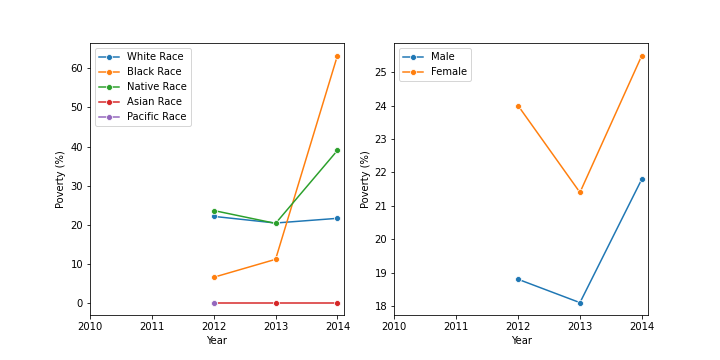 White Race
Black Race
Native Race
Asian Race
Pacific Race
60
50
40
30
20
10
0
Poverty (%)
2010 2011 2012 2013 2014
Year
Male
Female
25
24
23
22
21
20
19
18
Poverty (%)
2010 2011 2012 2013 2014
Year